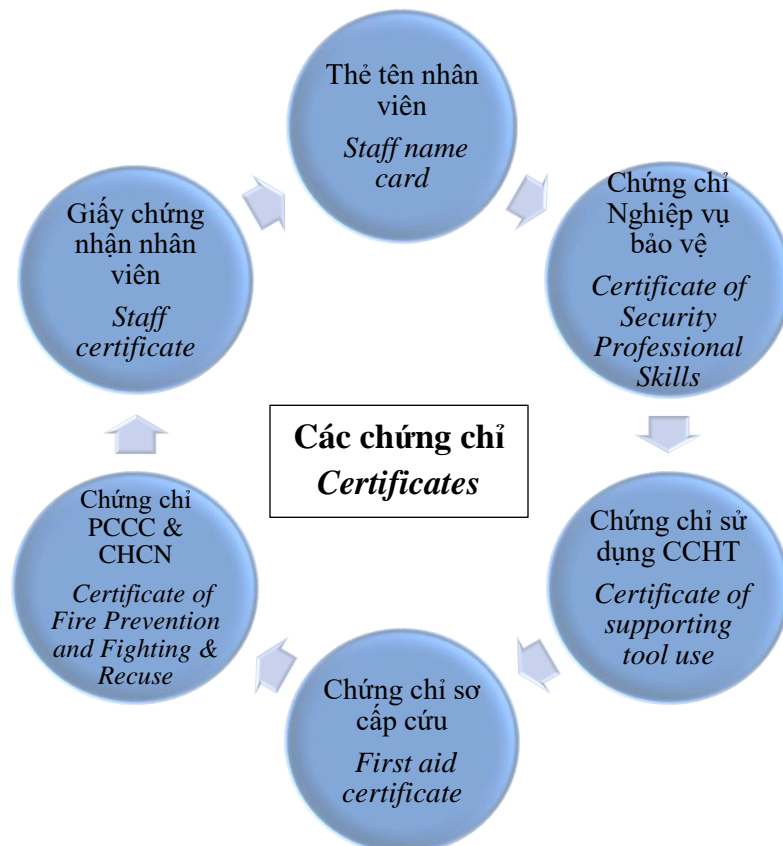 Thẻ tên nhân
viên
Staff name
card
Chứng chỉ
Nghiệp vụ
bảo vệ
Certificate of
Security
Professional
Skills
Chứng chỉ sử
dụng CCHT
Certificate of
supporting
tool use
Chứng chỉ sơ
cấp cứu
First aid
certificate
Chứng chỉ
PCCC &
CHCN
Certificate of
Fire Prevention
and Fighting &
Recuse
Giấy chứng
nhận nhân
viên
Staff
certificate
Các chứng chỉ
Certificates